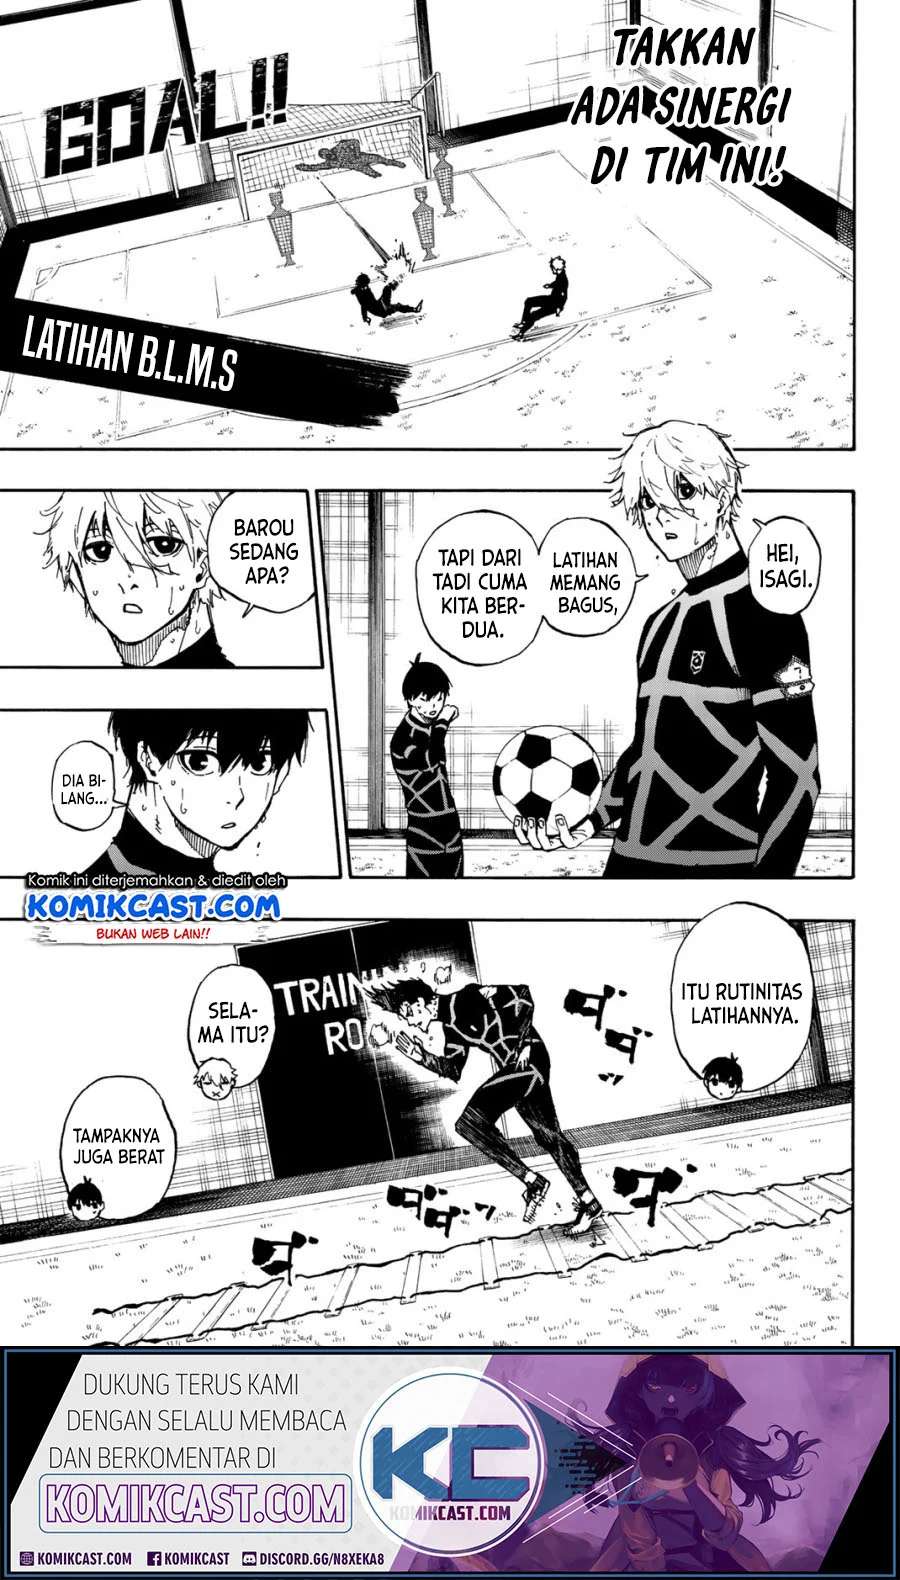 TAKKAN
ADA SINERGI
DI TIM INI!
GOAL!!
LATIHAN B.L.M.S
HEI,
ISAGI.
LATIHAN
MEMANG
BAGUS,
TAPI DARI
TADI CUMA
KITA BER-
DUA.
BAROU
SEDANG
APA?
DIA BI-
LANG...
Komik ini diterjemahkan & diedit oleh
KOMIKCAST.COM
BUKAN WEB LAIN!!
ITU RUTINITAS
LATIHANNYA.
SELA-
MA ITU?
TAMPAKNYA
JUGA BERAT
DUKUNG TERUS KAMI
DENGAN SELALU MEMBACA
DAN BERKOMENTAR DI
KOMIKCAST.COM
KC
KOMIKCAST.COM
KOMIKCAST.COM
KOMIKCAST
DISCORD.GG/N8XEKA8